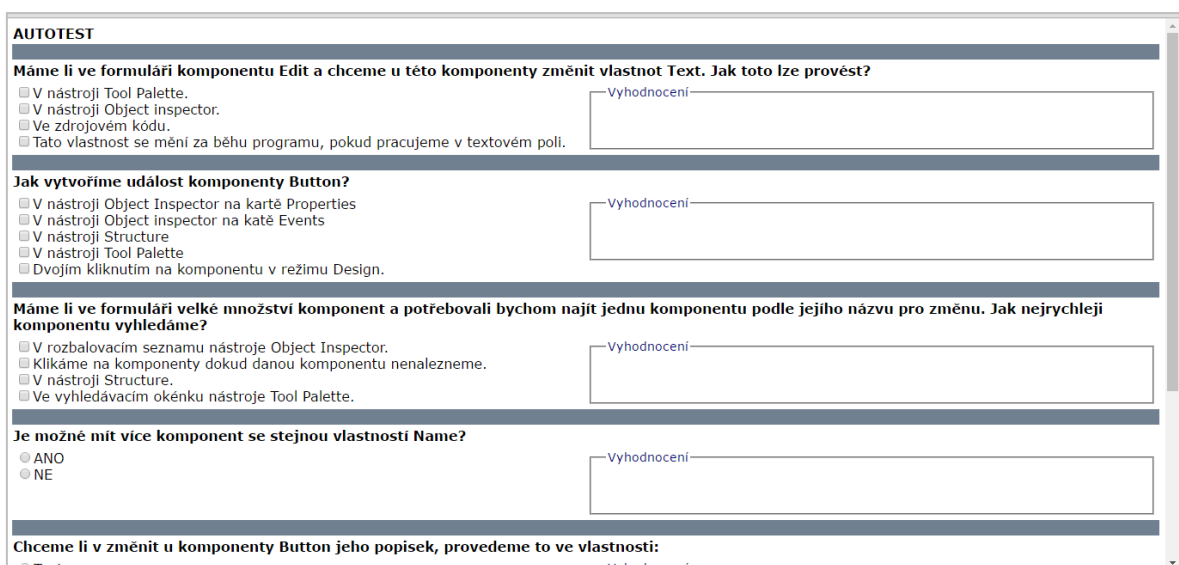 AUTOTEST
Máme li ve formuláři komponentu Edit a chceme u této komponenty změnit vlastnot Text. Jak toto lze provést?
V nástroji Tool Palette.
V nástroji Object inspector.
Ve zdrojovém kódu.
Tato vlastnost se mění za běhu programu, pokud pracujeme v textovém poli.
Vyhodnocení
Jak vytvoříme událost komponenty Button?
V nástroji Object Inspector na kartě Properties
V nástroji Object inspector na katě Events
V nástroji Structure
V nástroji Tool Palette
Dvojím kliknutím na komponentu v režimu Design.
Vyhodnocení
Máme li ve formuláři velké množství komponent a potřebovali bychom najít jednu komponentu podle jejího názvu pro změnu. Jak nejrychleji
komponentu vyhledáme?
V rozbalovacím seznamu nástroje Object Inspector.
Klikáme na komponenty dokud danou komponentu nenalezneme.
V nástroji Structure.
Ve vyhledávacím okénku nástroje Tool Palette.
Vyhodnocení
Je možné mít více komponent se stejnou vlastností Name?
ANO
NE
Vyhodnocení
Chceme li v změnit u komponenty Button jeho popisek, provedeme to ve vlastnosti: